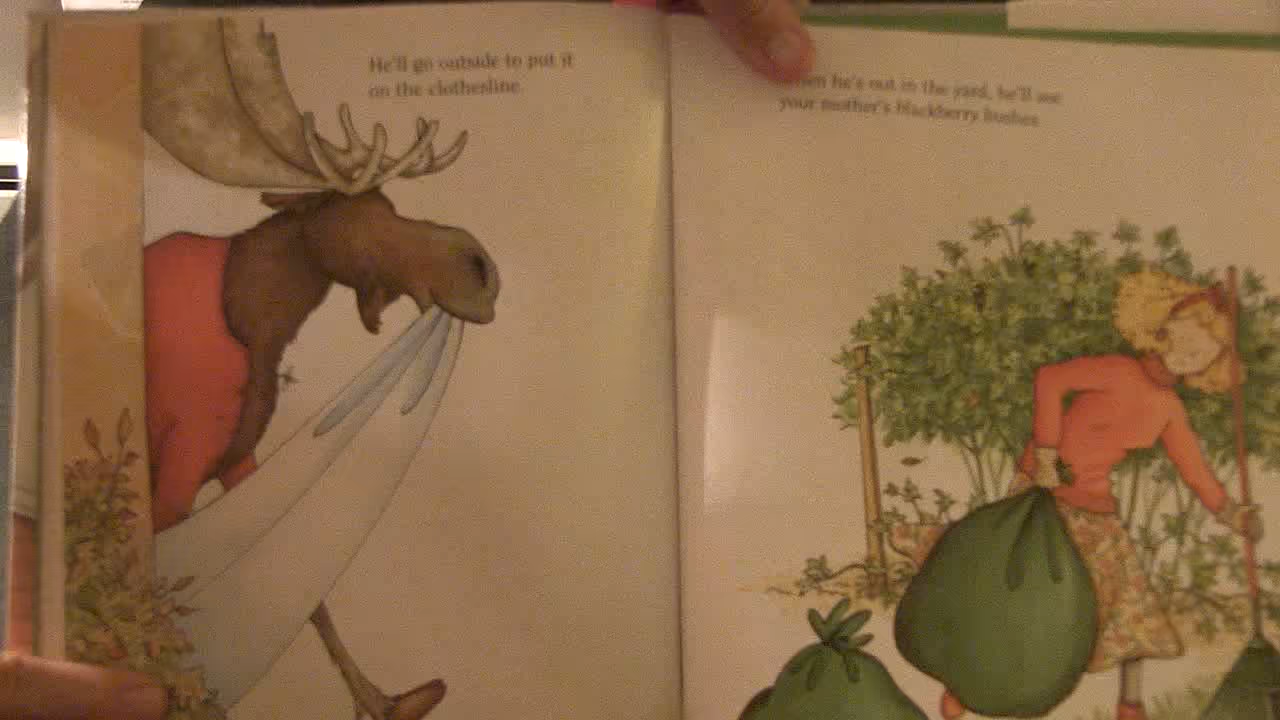 He'll go outside to put it
on the clothesline.
he's out in the yard, he'll see
your mother's blackberry bushes